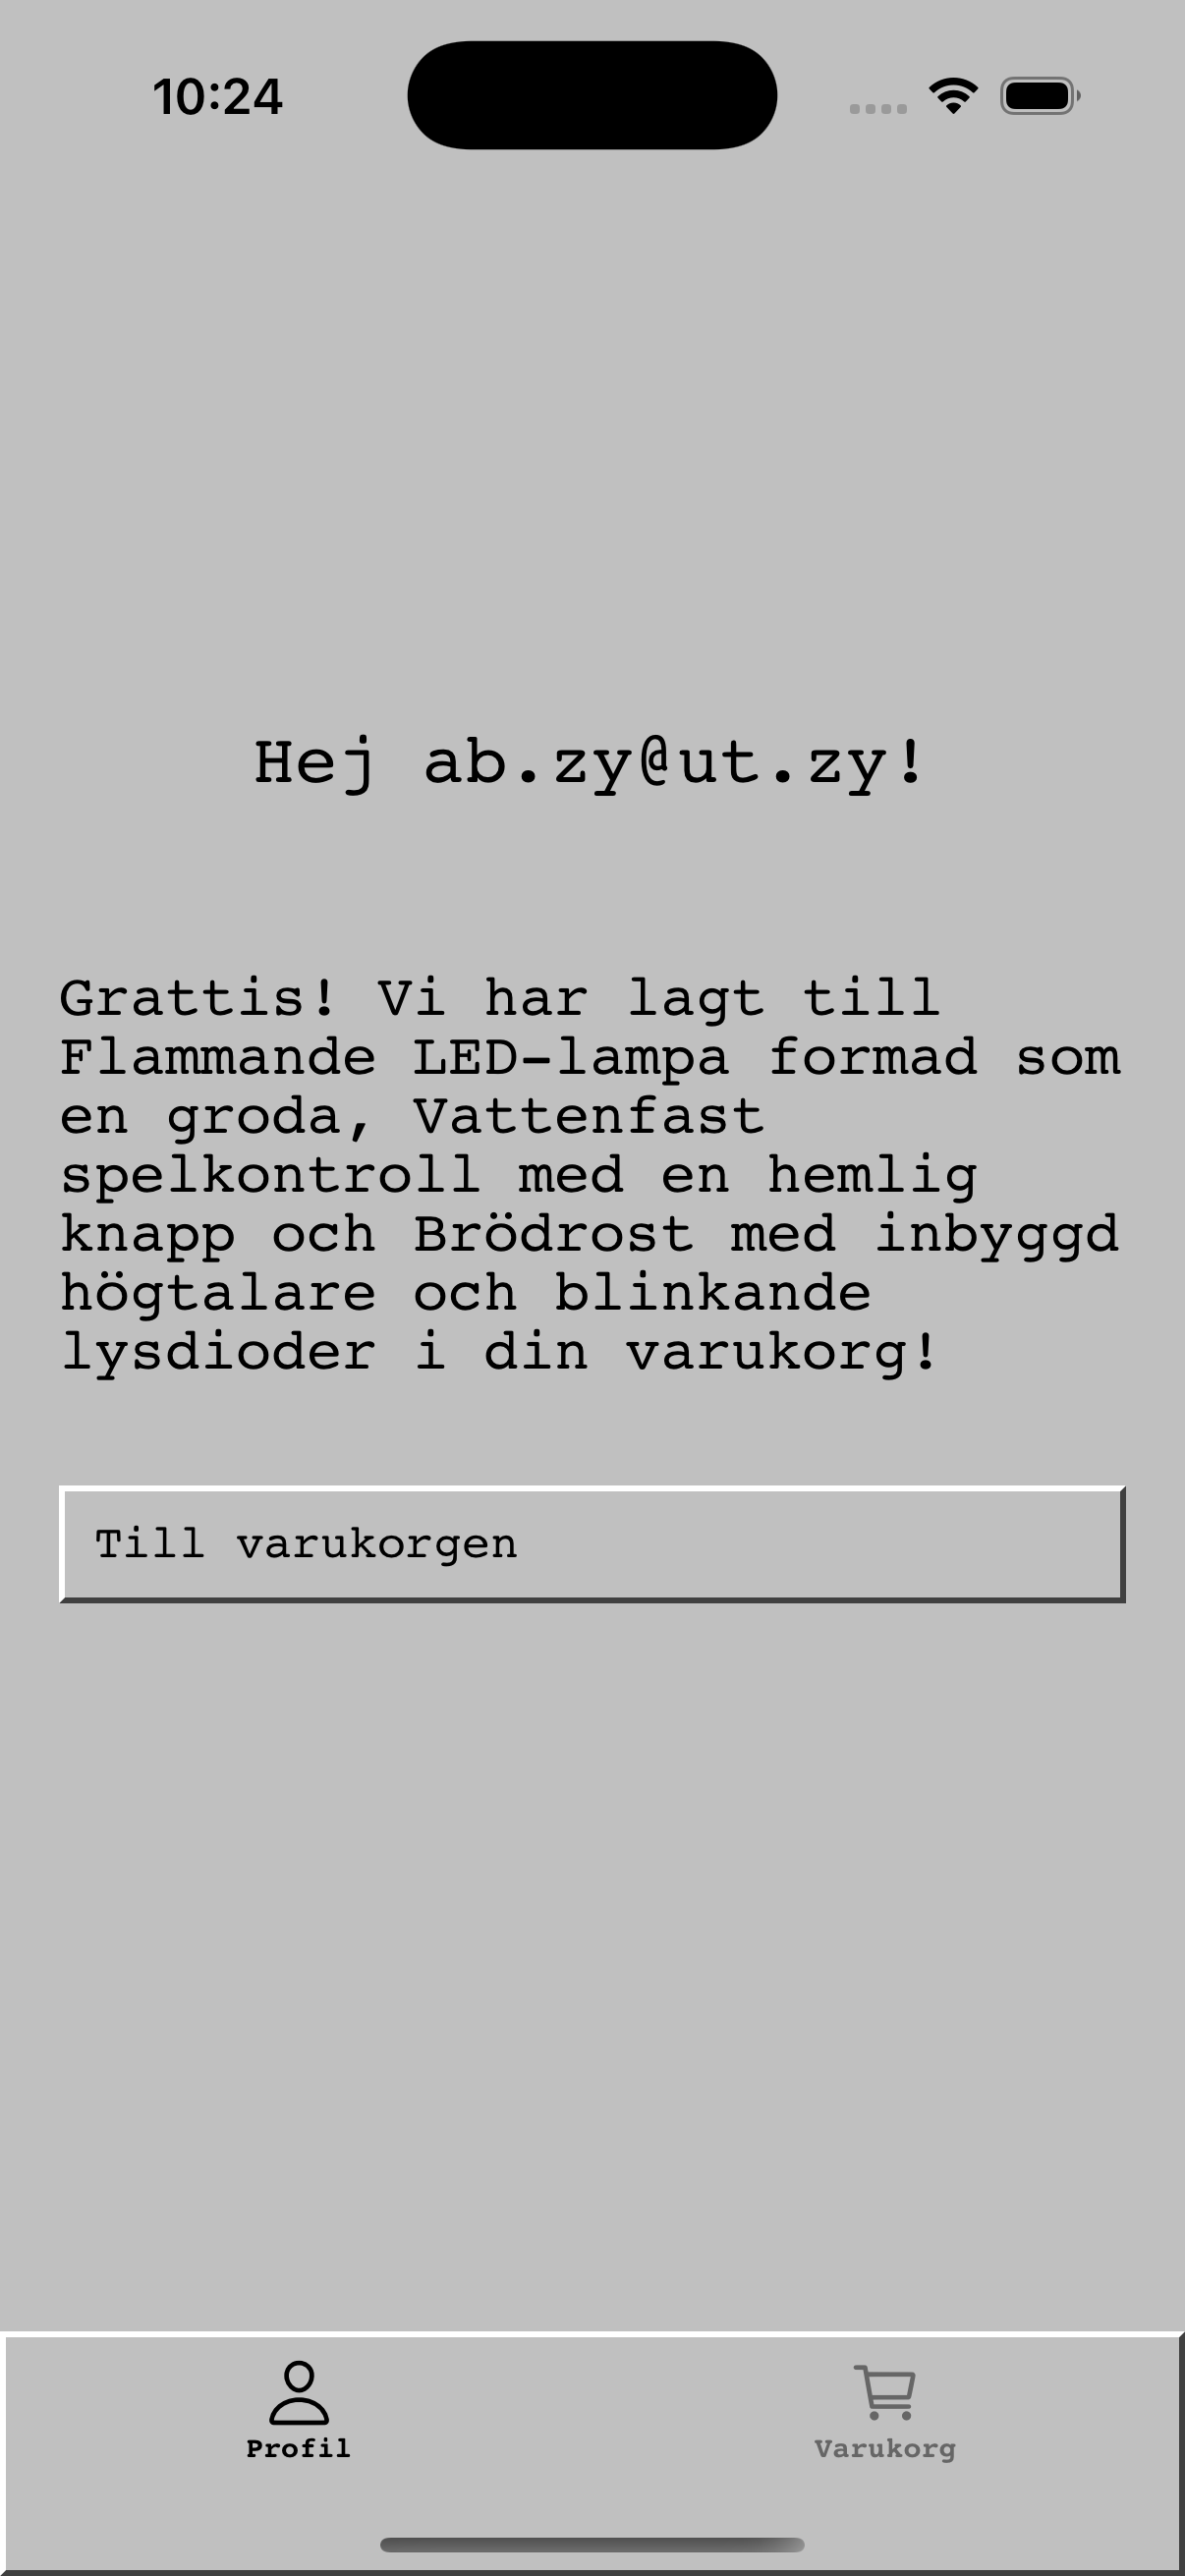 10:24
Hej ab.zy@ut.zy!
Grattis! Vi har lagt till
Flammande LED-lampa formad som
en groda, Vattenfast
spelkontroll med en hemlig
knapp och Brödrost med inbyggd
högtalare och blinkande
lysdioder i din varukorg!
Till varukorgen
Profil
Varukorg